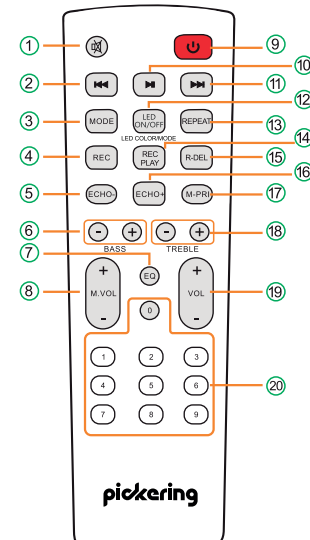 1 9
10
2 11
LED ON/OFF 12
3 MODE REPEAT 13
LED COLOR/MODE 14
4 REC REC PLAY R-DEL 15
16
5 ECHO- ECHO+ M-PRI 17
6 - + - + 18
BASS TREBLE
7 EQ
8 + M.VOL - + VOL - 19
0
1 2 3
4 5 6 20
7 8 9
pickering